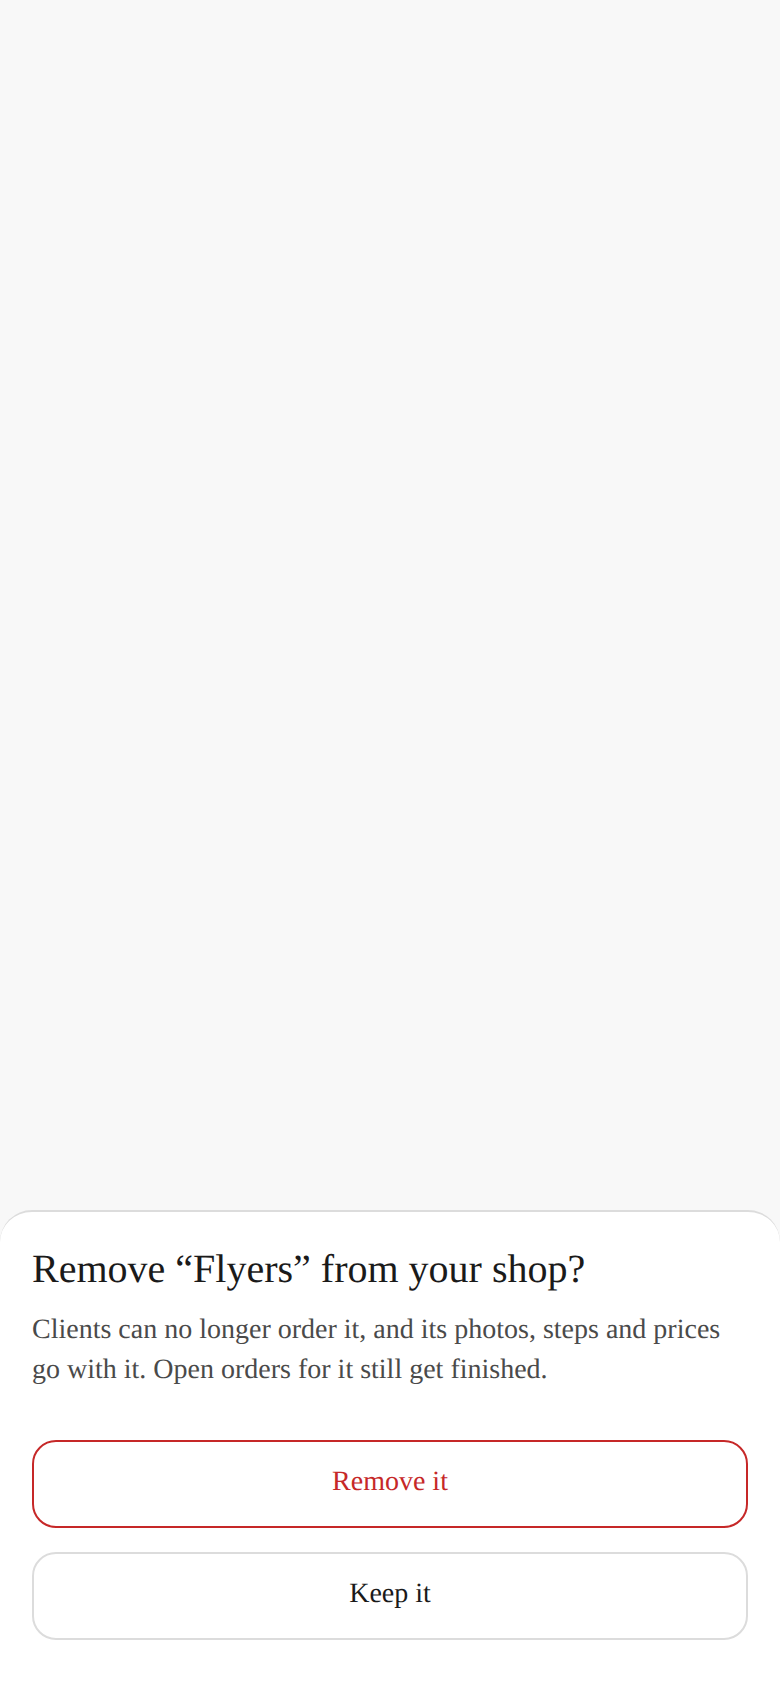 Remove “Flyers” from your shop?
Clients can no longer order it, and its photos, steps and prices
go with it. Open orders for it still get finished.
Remove it
Keep it